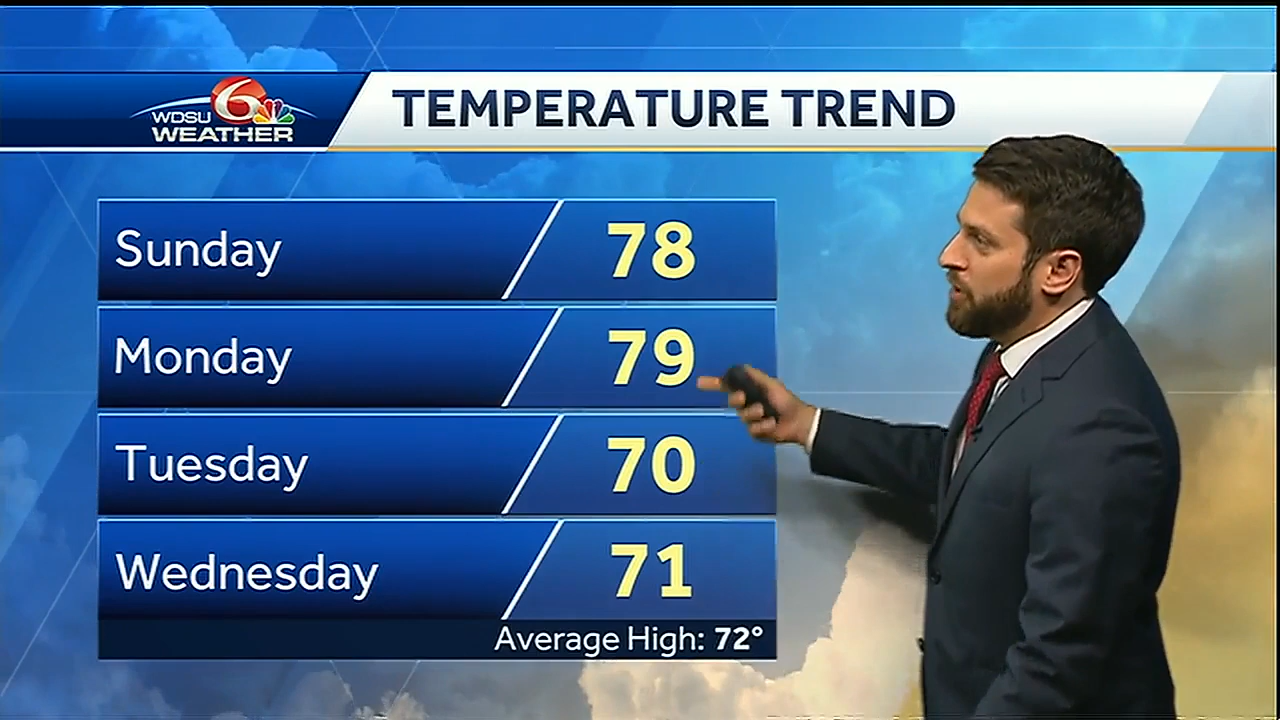 6
WDSU
WEATHER
TEMPERATURE TREND
Sunday 78
Monday 79
Tuesday 70
Wednesday 71
Average High: 72°